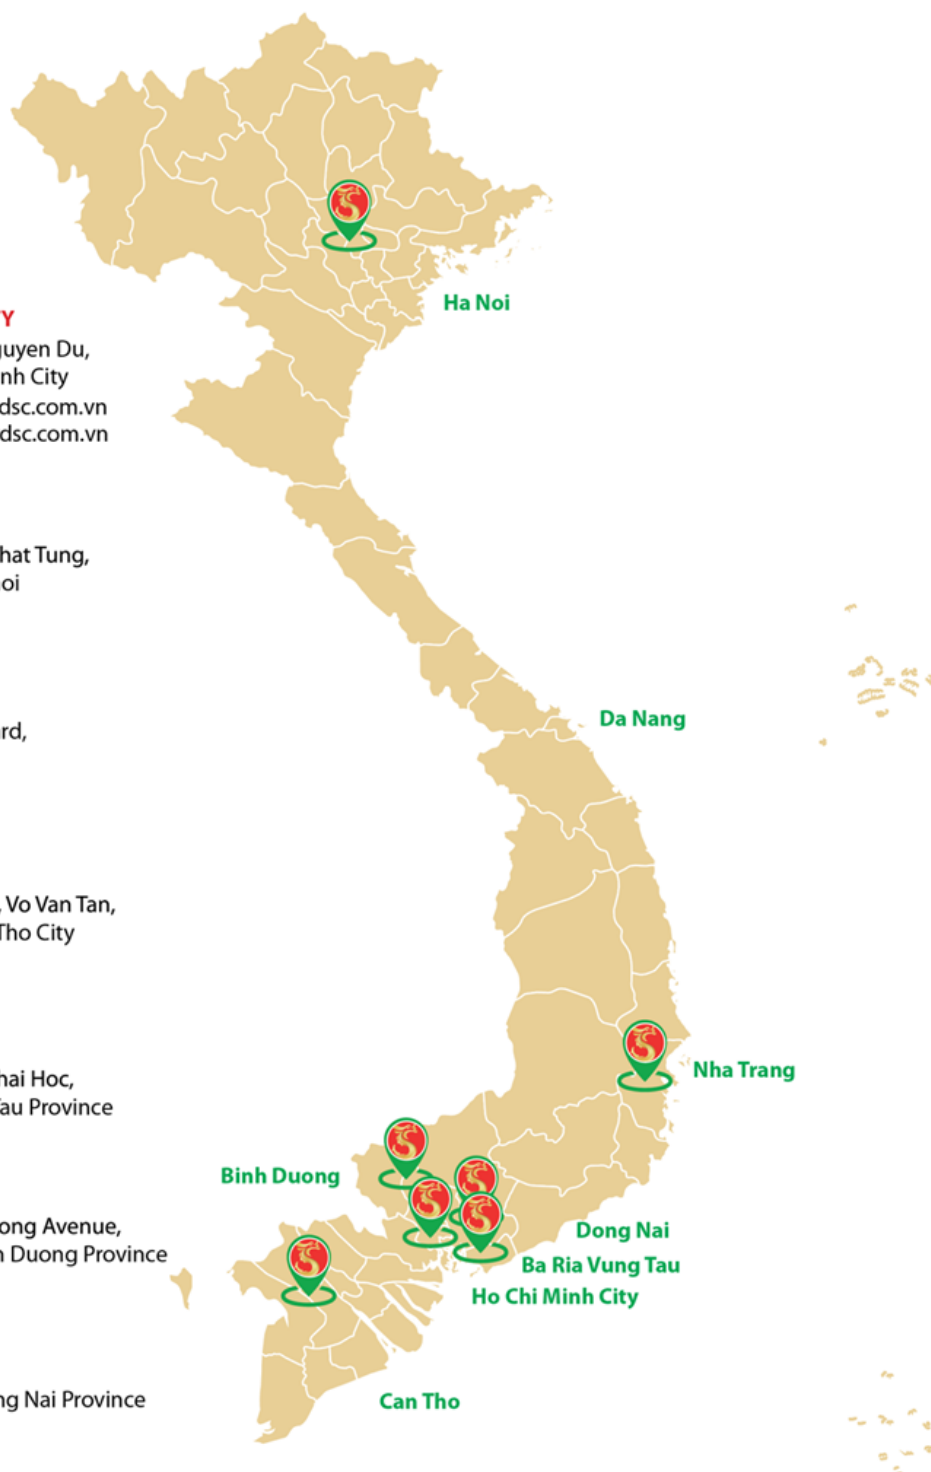 Y
guyen Du,
nh City
dsc.com.vn
dsc.com.vn
hat Tung,
oi
rd,
, Vo Van Tan,
Tho City
hai Hoc,
Tau Province
ong Avenue,
n Duong Province
ng Nai Province
Ha Noi
Da Nang
Nha Trang
Binh Duong
Dong Nai
Ba Ria Vung Tau
Ho Chi Minh City
Can Tho